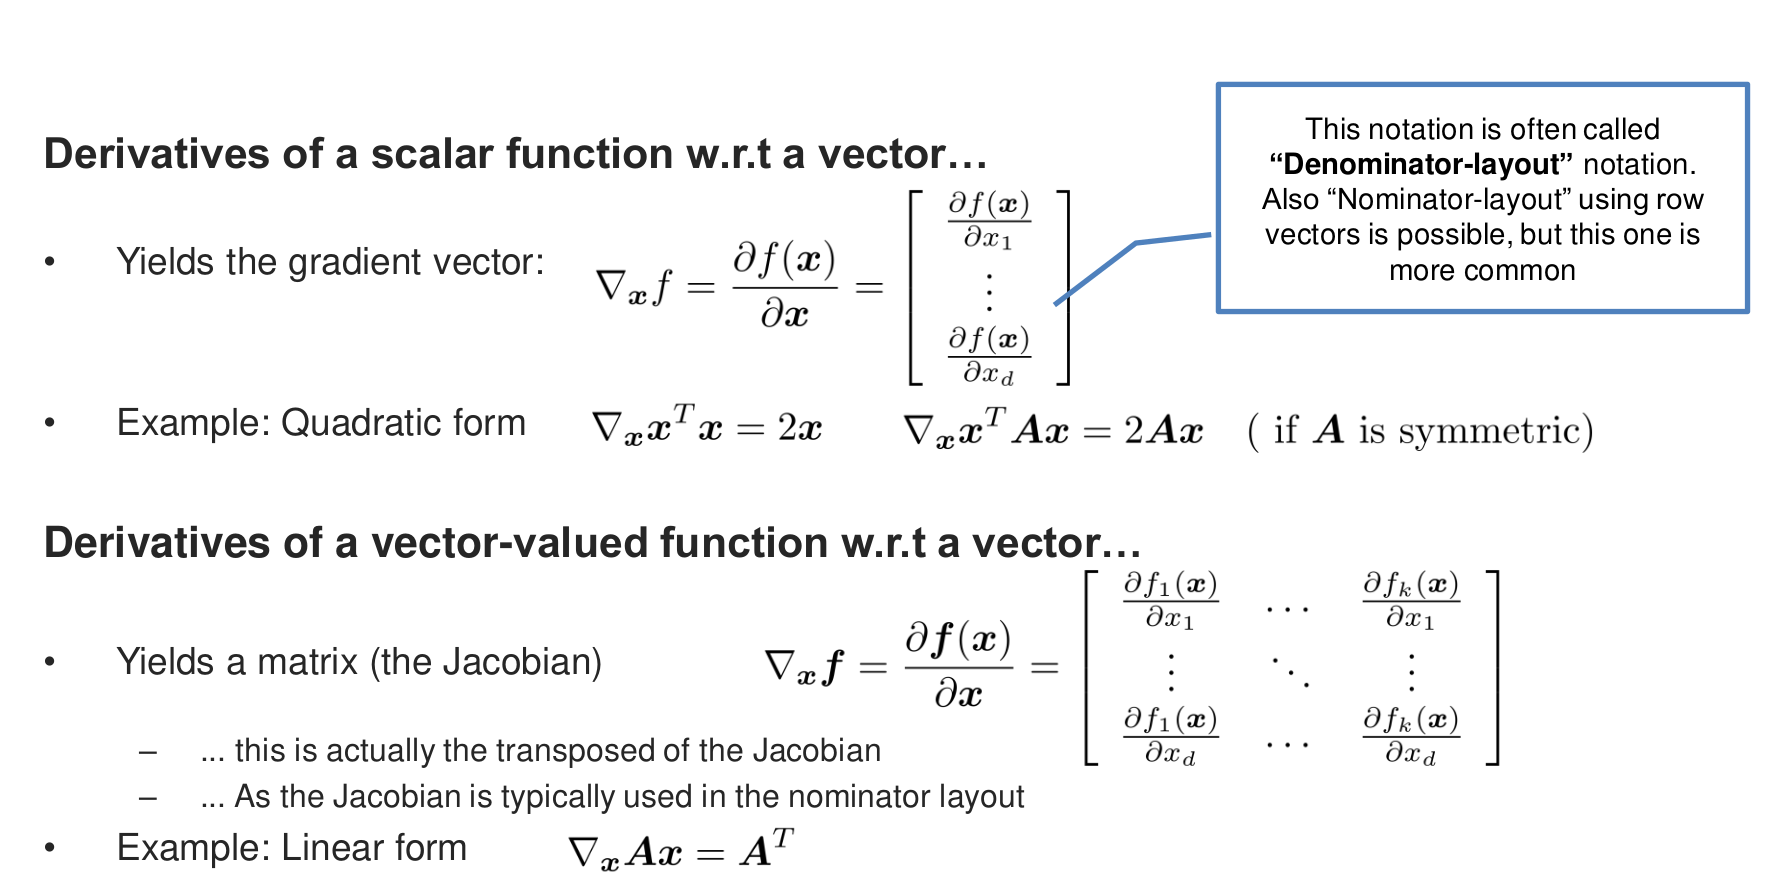 This notation is often called
“Denominator-layout” notation.
Also “Nominator-layout” using row
vectors is possible, but this one is
more common
Derivatives of a scalar function w.r.t a vector…
• Yields the gradient vector: $\nabla_{\boldsymbol{x}} f = \frac{\partial f(\boldsymbol{x})}{\partial \boldsymbol{x}} = \begin{bmatrix} \frac{\partial f(\boldsymbol{x})}{\partial x_1} \\ \vdots \\ \frac{\partial f(\boldsymbol{x})}{\partial x_d} \end{bmatrix}$
• Example: Quadratic form $\nabla_{\boldsymbol{x}} \boldsymbol{x}^T \boldsymbol{x} = 2\boldsymbol{x}$ $\nabla_{\boldsymbol{x}} \boldsymbol{x}^T \boldsymbol{A}\boldsymbol{x} = 2\boldsymbol{A}\boldsymbol{x}$ ( if $\boldsymbol{A}$ is symmetric)
Derivatives of a vector-valued function w.r.t a vector…
• Yields a matrix (the Jacobian) $\nabla_{\boldsymbol{x}} \boldsymbol{f} = \frac{\partial \boldsymbol{f}(\boldsymbol{x})}{\partial \boldsymbol{x}} = \begin{bmatrix} \frac{\partial f_1(\boldsymbol{x})}{\partial x_1} & \dots & \frac{\partial f_k(\boldsymbol{x})}{\partial x_1} \\ \vdots & \ddots & \vdots \\ \frac{\partial f_1(\boldsymbol{x})}{\partial x_d} & \dots & \frac{\partial f_k(\boldsymbol{x})}{\partial x_d} \end{bmatrix}$
– ... this is actually the transposed of the Jacobian
– ... As the Jacobian is typically used in the nominator layout
• Example: Linear form $\nabla_{\boldsymbol{x}} \boldsymbol{A}\boldsymbol{x} = \boldsymbol{A}^T$